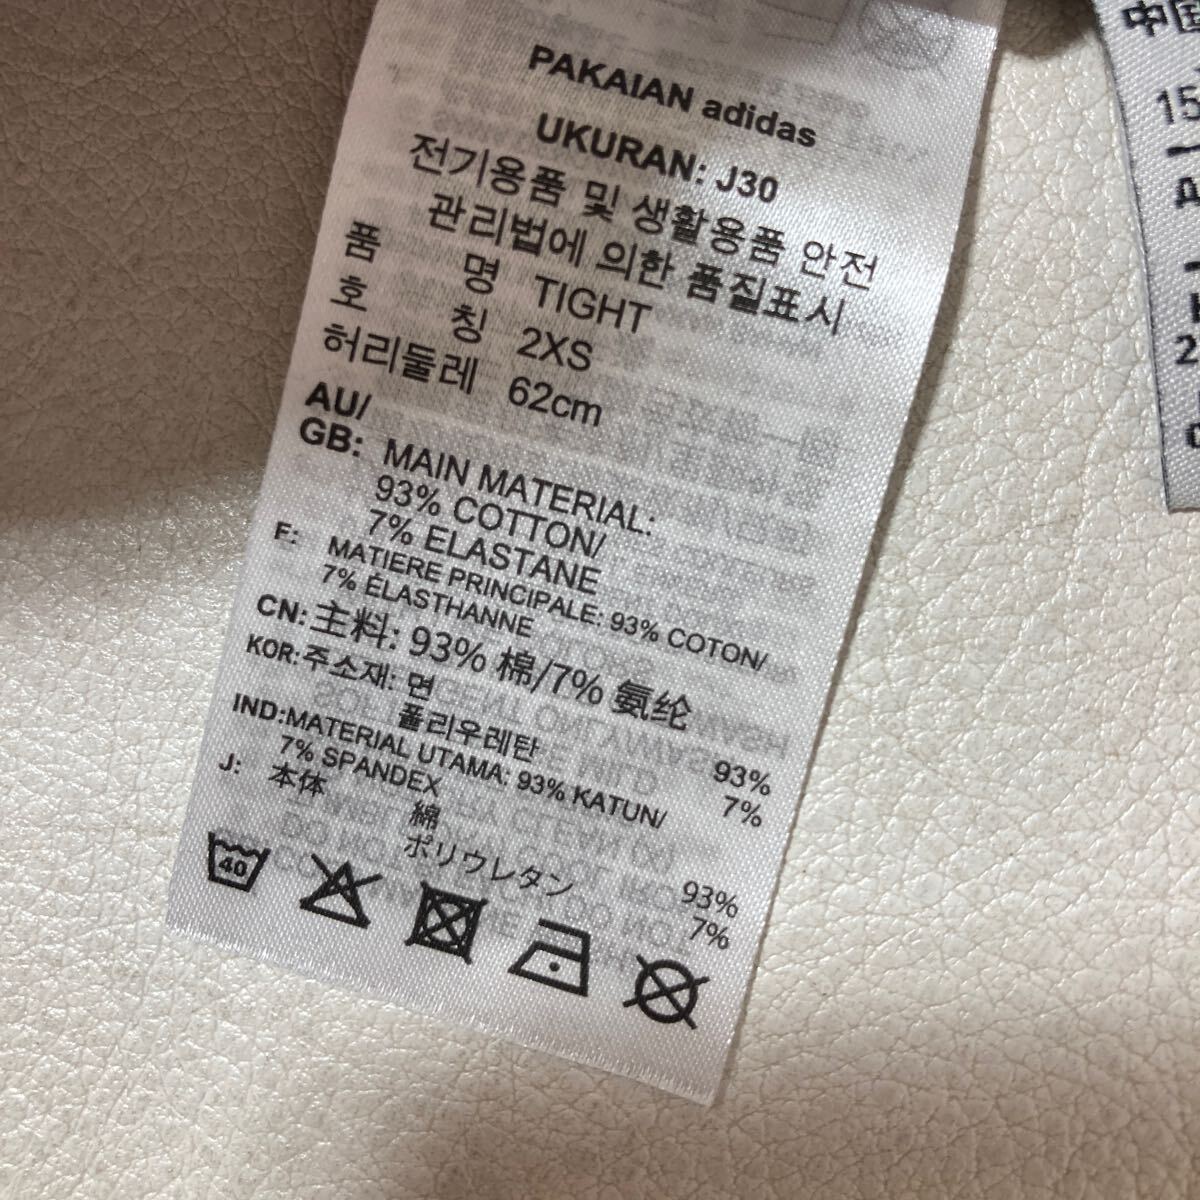 PAKAIAN adidas
UKURAN: J30
전기용품 및 생활용품 안전
관리법에 의한 품질표시
품 명 TIGHT
호 칭 2XS
허리둘레 62cm
AU/
GB: MAIN MATERIAL:
93% COTTON/
7% ELASTANE
F: MATIERE PRINCIPALE: 93% COTON/
7% ÉLASTHANNE
CN: 主料: 93% 棉/7% 氨纶
KOR: 주소재: 면 93%
폴리우레탄 7%
IND: MATERIAL UTAMA: 93% KATUN/
7% SPANDEX
J: 本体 綿 93%
ポリウレタン 7%
40
中国
15